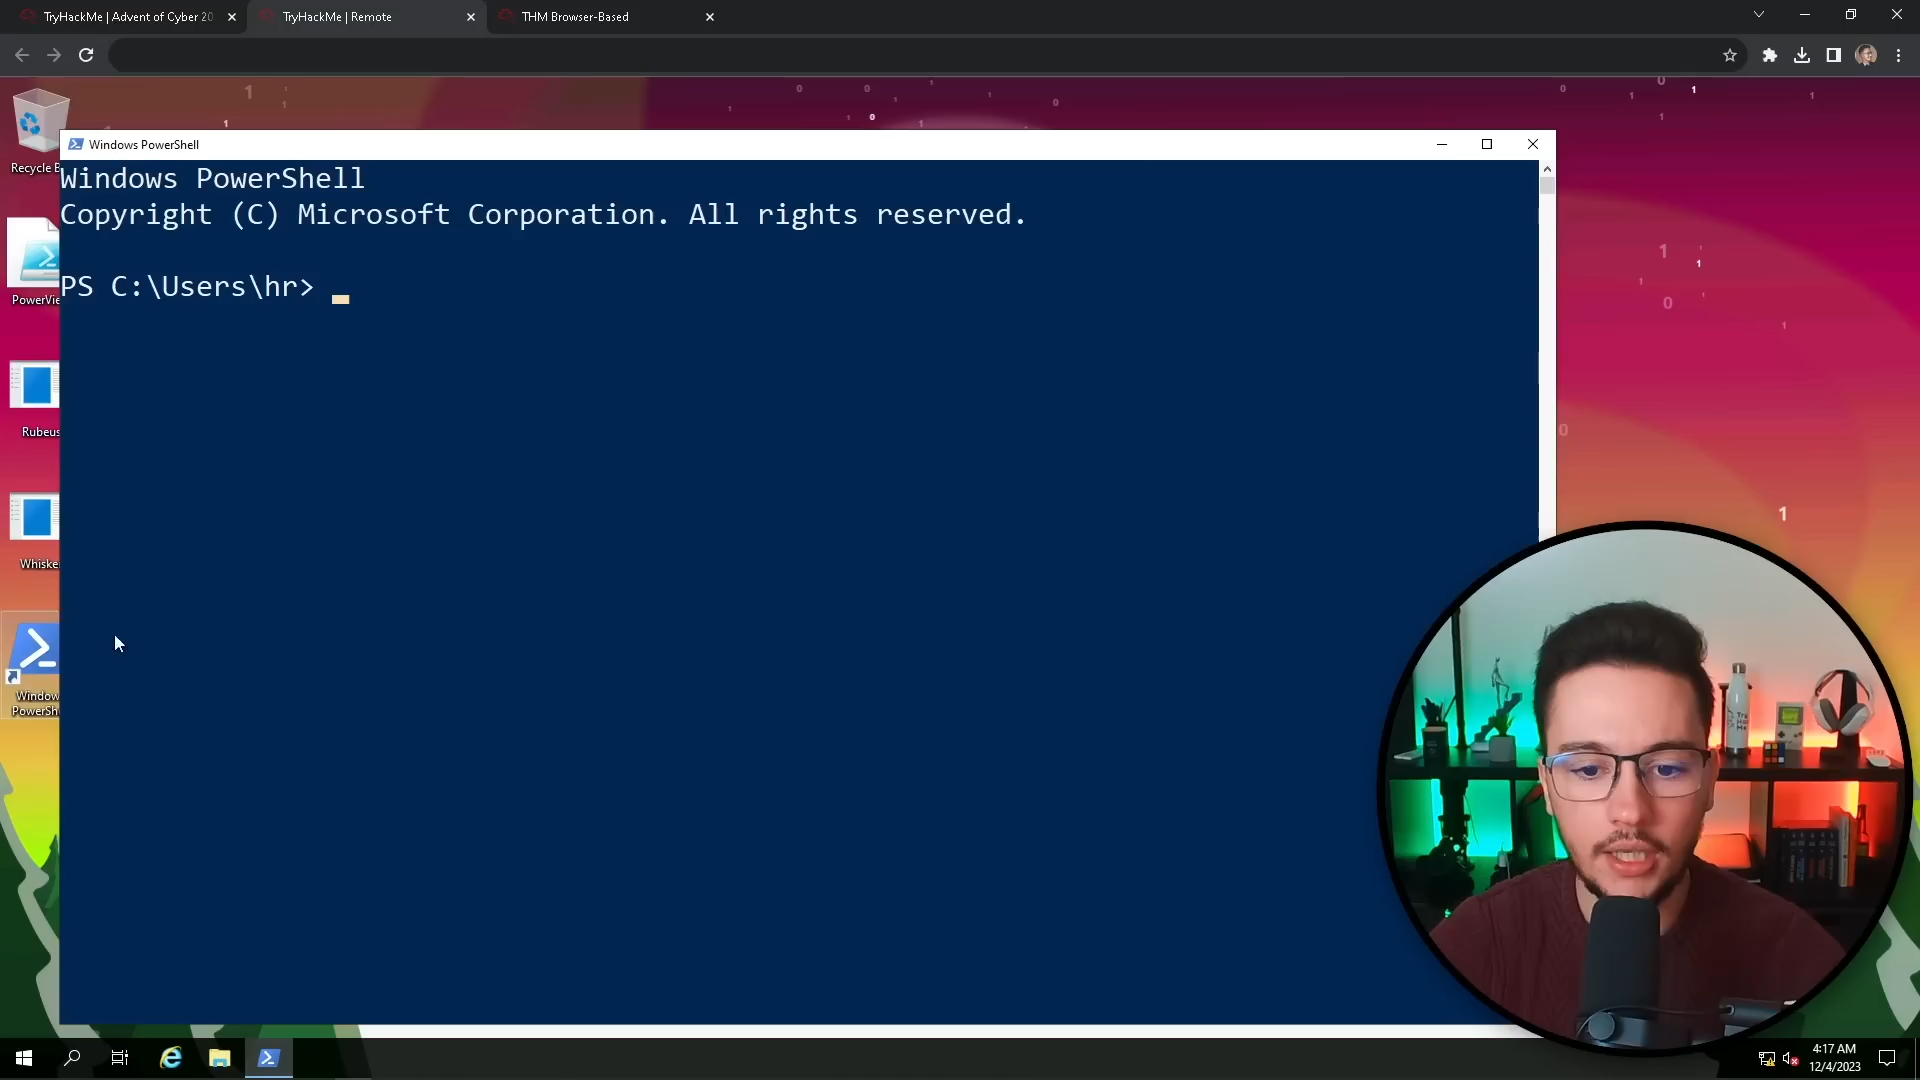 TryHackMe | Advent of Cyber 20
TryHackMe | Remote
THM Browser-Based
Recycle B
Windows PowerShell
Windows PowerShell
Copyright (C) Microsoft Corporation. All rights reserved.
PS C:\Users\hr>
PowerVie
Rubeus
Whiske
Window
PowerSh
4:17 AM
12/4/2023